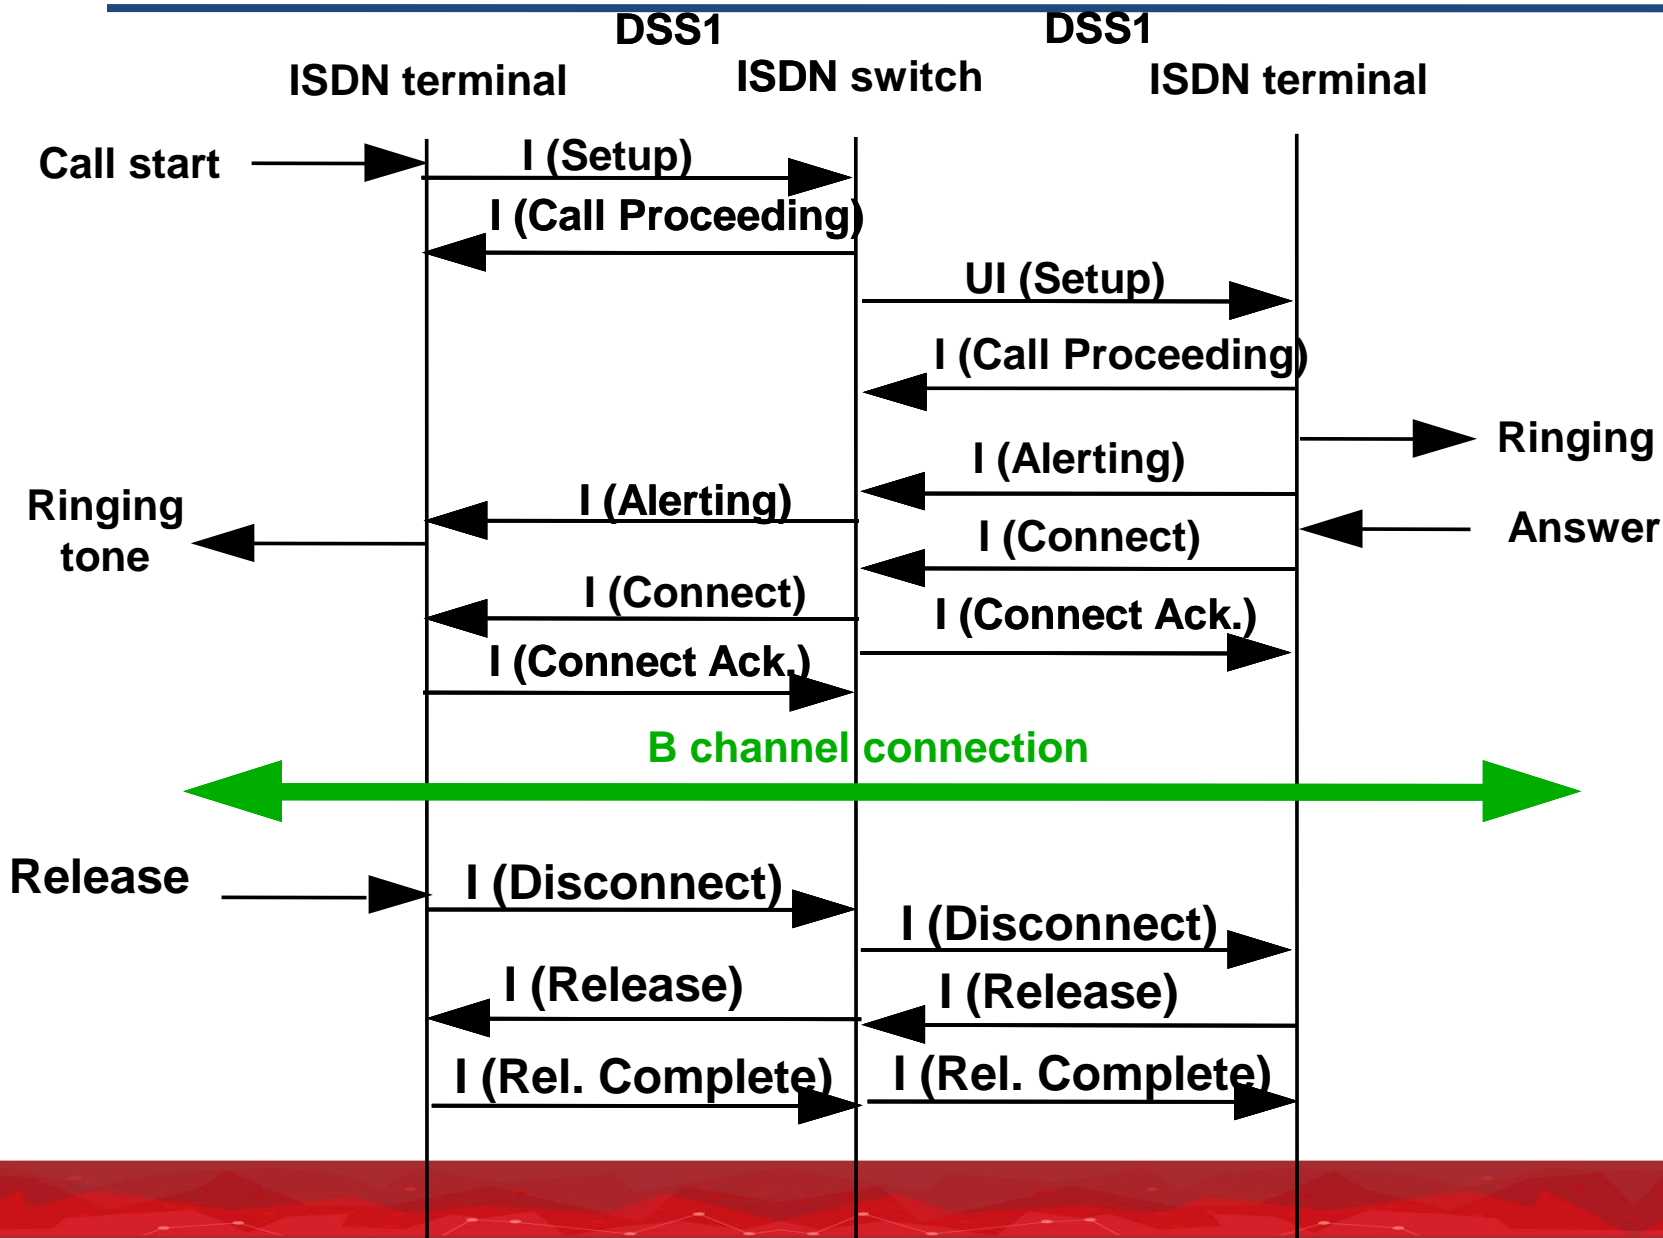 DSS1
DSS1
ISDN terminal
ISDN switch
ISDN terminal
Call start
I (Setup)
I (Call Proceeding)
UI (Setup)
I (Call Proceeding)
Ringing
I (Alerting)
Ringing
tone
I (Alerting)
Answer
I (Connect)
I (Connect)
I (Connect Ack.)
I (Connect Ack.)
B channel connection
Release
I (Disconnect)
I (Disconnect)
I (Release)
I (Release)
I (Rel. Complete)
I (Rel. Complete)